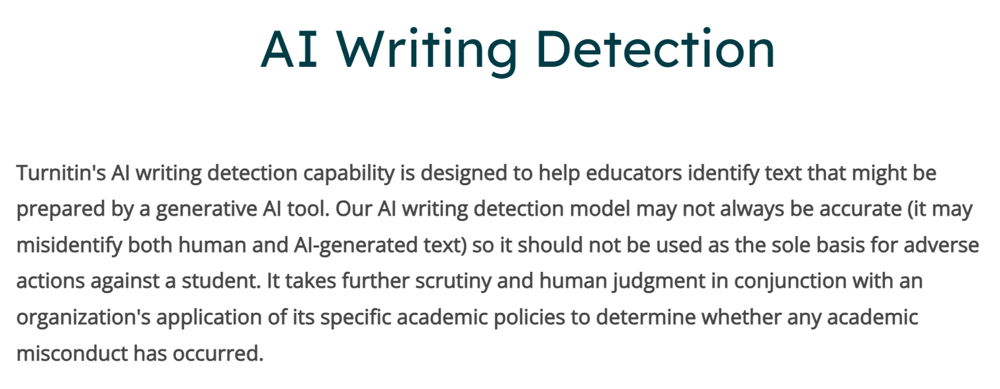 AI Writing Detection
Turnitin's AI writing detection capability is designed to help educators identify text that might be
prepared by a generative AI tool. Our AI writing detection model may not always be accurate (it may
misidentify both human and AI-generated text) so it should not be used as the sole basis for adverse
actions against a student. It takes further scrutiny and human judgment in conjunction with an
organization's application of its specific academic policies to determine whether any academic
misconduct has occurred.